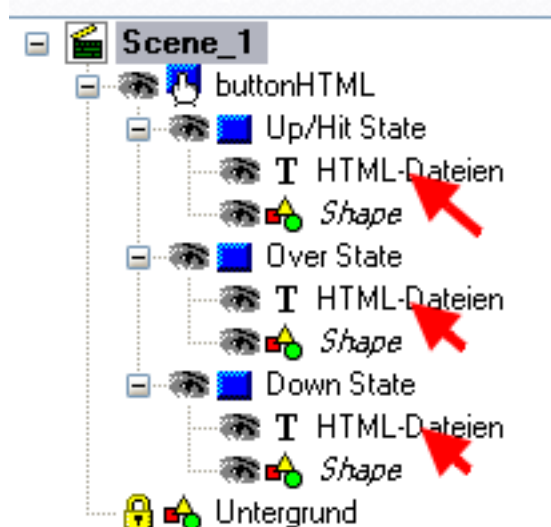 Scene_1
buttonHTML
Up/Hit State
T HTML-Dateien
Shape
Over State
T HTML-Dateien
Shape
Down State
T HTML-Dateien
Shape
Untergrund